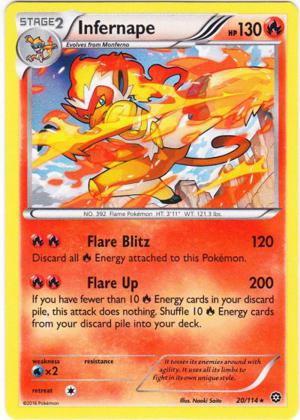 STAGE2
Infernape
HP130
Evolves from Monferno
NO. 392 Flame Pokémon HT: 3'11" WT: 121.3 lbs.
Flare Blitz 120
Discard all Energy attached to this Pokémon.
Flare Up 200
If you have fewer than 10 Energy cards in your discard
pile, this attack does nothing. Shuffle 10 Energy cards
from your discard pile into your deck.
weakness resistance
×2
retreat
It tosses its enemies around with
agility. It uses all its limbs to
fight in its own unique style.
Illus. Naoki Saito
20/114★
©2016 Pokémon